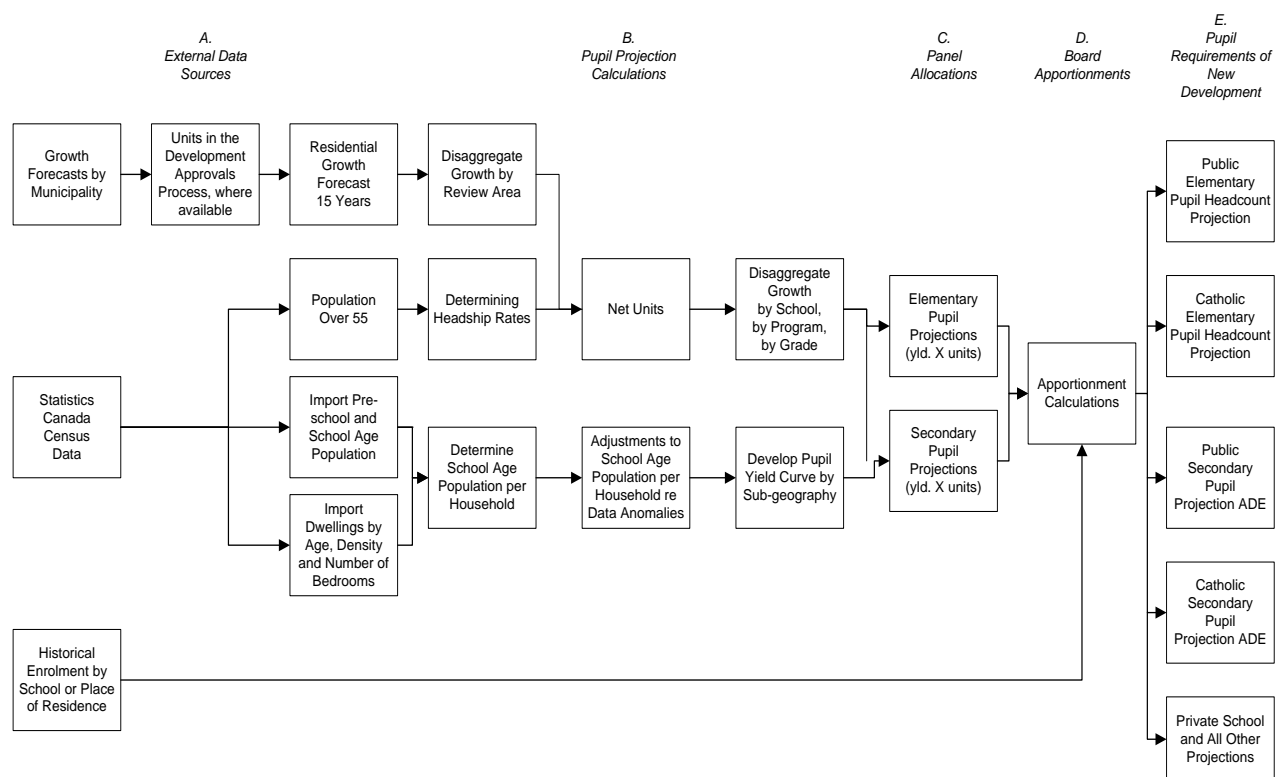 A.
External Data
Sources
B.
Pupil Projection
Calculations
C.
Panel
Allocations
D.
Board
Apportionments
E.
Pupil
Requirements of
New
Development
Growth
Forecasts by
Municipality
Units in the
Development
Approvals
Process, where
available
Residential
Growth
Forecast
15 Years
Disaggregate
Growth by
Review Area
Public
Elementary
Pupil Headcount
Projection
Population
Over 55
Determining
Headship Rates
Net Units
Disaggregate
Growth
by School,
by Program,
by Grade
Elementary
Pupil
Projections
(yld. X units)
Catholic
Elementary
Pupil Headcount
Projection
Statistics
Canada
Census
Data
Import Pre-
school and
School Age
Population
Apportionment
Calculations
Determine
School Age
Population per
Household
Adjustments to
School Age
Population per
Household re
Data Anomalies
Develop Pupil
Yield Curve by
Sub-geography
Secondary
Pupil
Projections
(yld. X units)
Public
Secondary
Pupil
Projection ADE
Import
Dwellings by
Age, Density
and Number of
Bedrooms
Catholic
Secondary
Pupil
Projection ADE
Historical
Enrolment by
School or Place
of Residence
Private School
and All Other
Projections